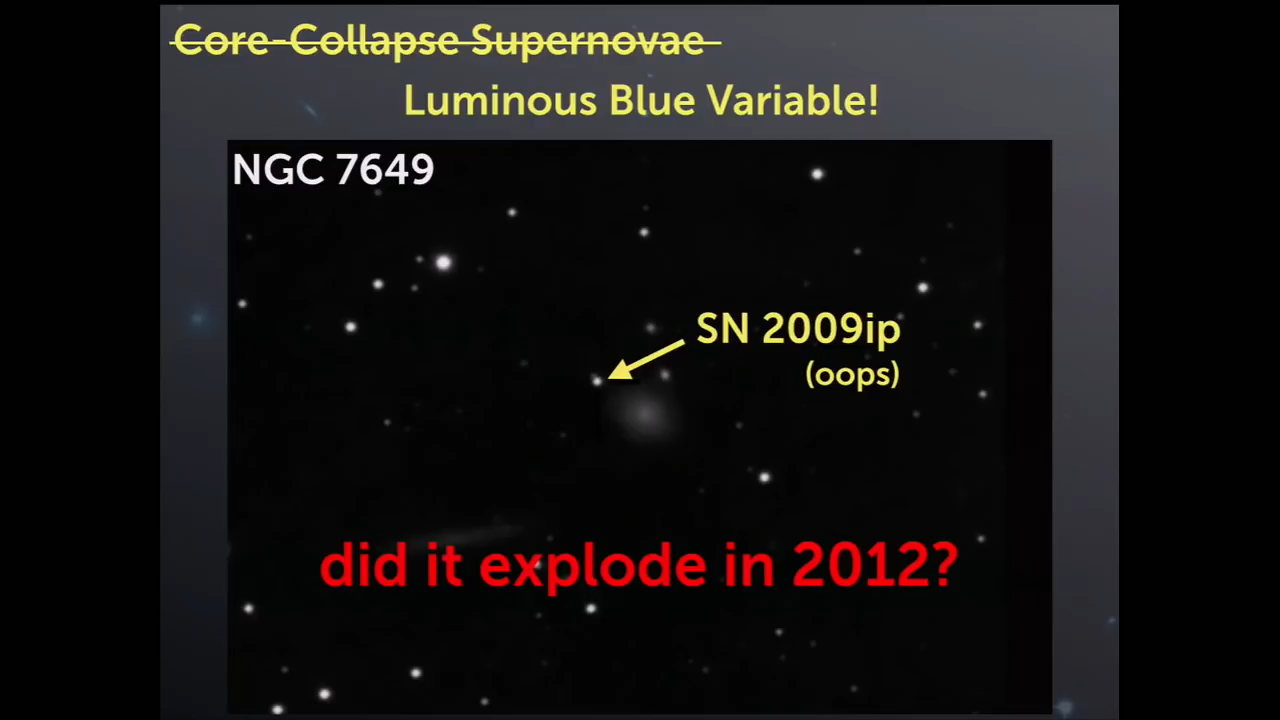 Core-Collapse Supernovae
Luminous Blue Variable!
NGC 7649
SN 2009ip
(oops)
did it explode in 2012?